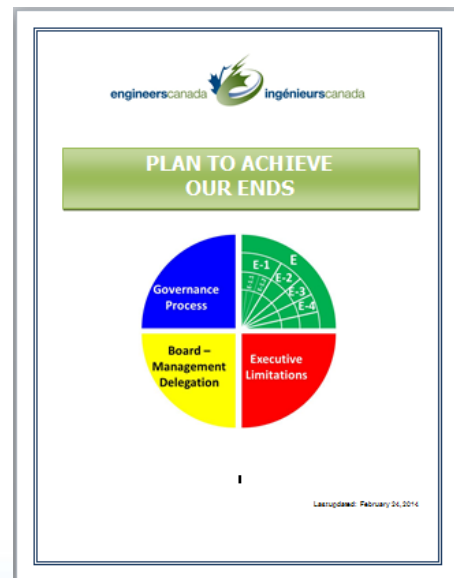 engineerscanada ingénieurscanada
PLAN TO ACHIEVE
OUR ENDS
E
E-1
E-2
E-3
E-4
Governance
Process
Board –
Management
Delegation
Executive
Limitations
Last updated: February 24, 2014